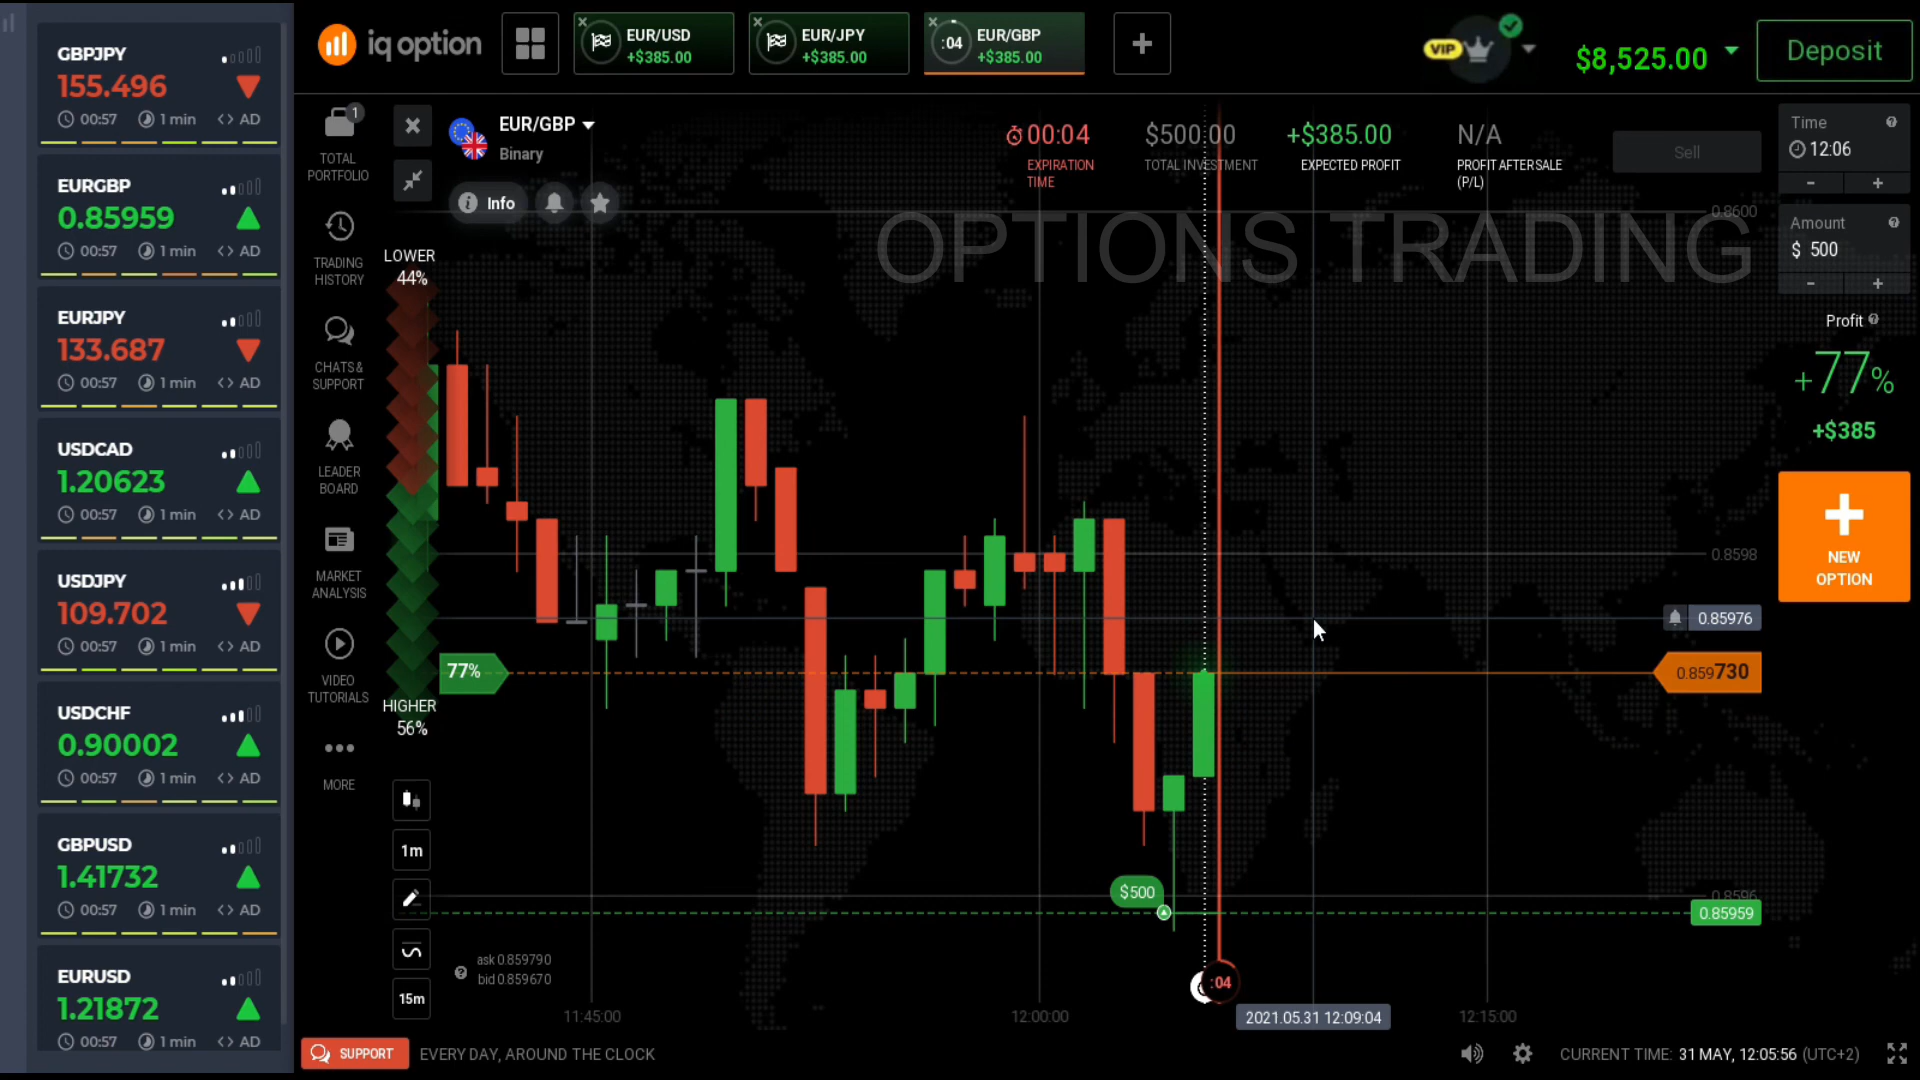 GBPJPY
155.496
00:57 1 min <> AD
EURGBP
0.85959
00:57 1 min <> AD
EURJPY
133.687
00:57 1 min <> AD
USDCAD
1.20623
00:57 1 min <> AD
USDJPY
109.702
00:57 1 min <> AD
USDCHF
0.90002
00:57 1 min <> AD
GBPUSD
1.41732
00:57 1 min <> AD
EURUSD
1.21872
00:57 1 min <> AD
iq option
EUR/USD
+$385.00
EUR/JPY
+$385.00
:04 EUR/GBP
+$385.00
VIP
$8,525.00
Deposit
1
TOTAL
PORTFOLIO
TRADING
HISTORY
CHATS &
SUPPORT
LEADER
BOARD
MARKET
ANALYSIS
VIDEO
TUTORIALS
MORE
EUR/GBP
Binary
Info
00:04
EXPIRATION
TIME
$500.00
TOTAL INVESTMENT
+$385.00
EXPECTED PROFIT
N/A
PROFIT AFTER SALE
(P/L)
Sell
OPTIONS TRADING
LOWER
44%
77%
HIGHER
56%
1m
15m
ask 0.859790
bid 0.859670
$500
:04
0.8600
0.8598
0.85976
0.859730
0.8596
0.85959
11:45:00
12:00:00
2021.05.31 12:09:04
12:15:00
Time
12:06
- +
Amount
$ 500
- +
Profit
+77%
+$385
NEW
OPTION
SUPPORT
EVERY DAY, AROUND THE CLOCK
CURRENT TIME: 31 MAY, 12:05:56 (UTC+2)